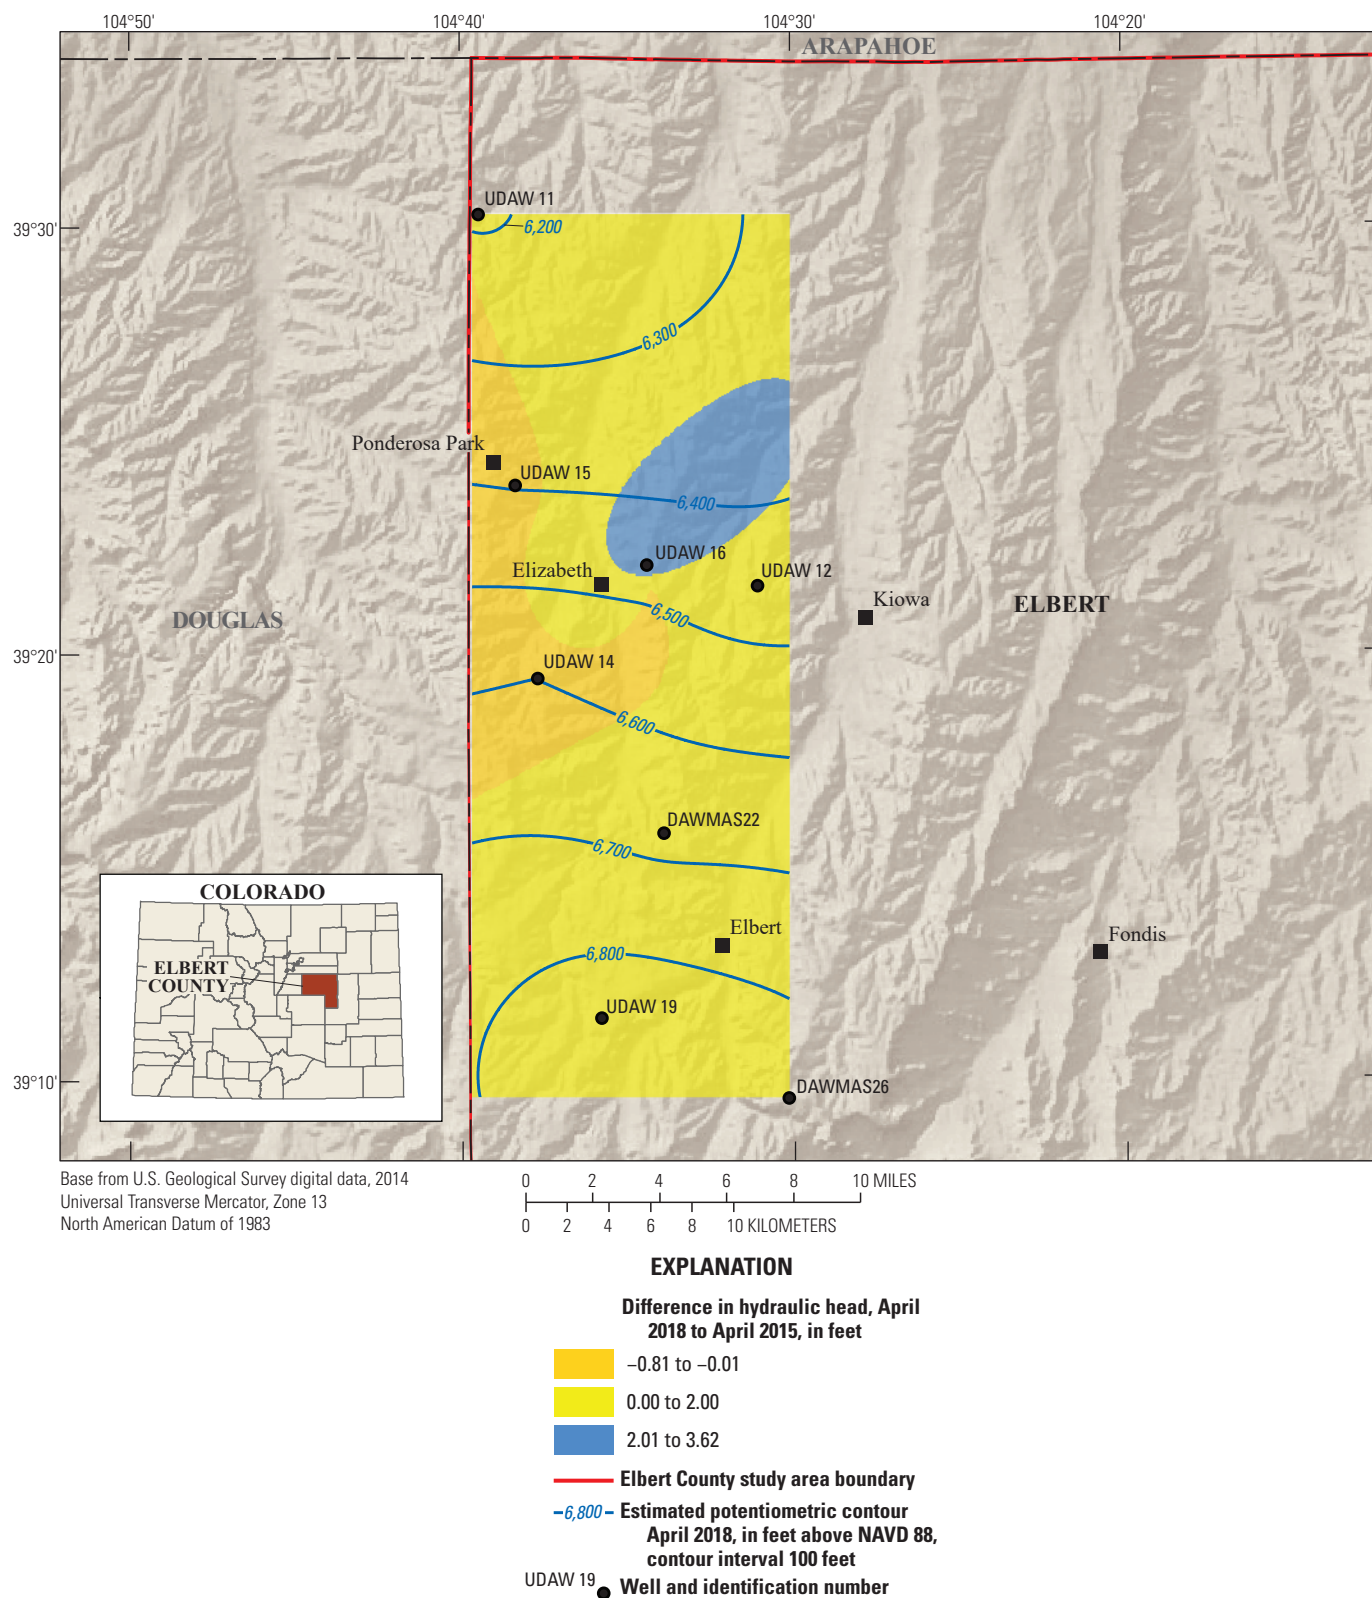 104°50'
104°40'
104°30'
104°20'
ARAPAHOE
UDAW 11
39°30'
6,200
6,300
Ponderosa Park
UDAW 15
6,400
UDAW 16
Elizabeth
UDAW 12
Kiowa
ELBERT
DOUGLAS
6,500
39°20'
UDAW 14
6,600
DAWMAS22
6,700
COLORADO
ELBERT
COUNTY
Elbert
Fondis
6,800
UDAW 19
39°10'
DAWMAS26
Base from U.S. Geological Survey digital data, 2014
Universal Transverse Mercator, Zone 13
North American Datum of 1983
0 2 4 6 8 10 MILES
0 2 4 6 8 10 KILOMETERS
EXPLANATION
Difference in hydraulic head, April
2018 to April 2015, in feet
−0.81 to −0.01
0.00 to 2.00
2.01 to 3.62
Elbert County study area boundary
6,800 Estimated potentiometric contour
April 2018, in feet above NAVD 88,
contour interval 100 feet
UDAW 19 Well and identification number